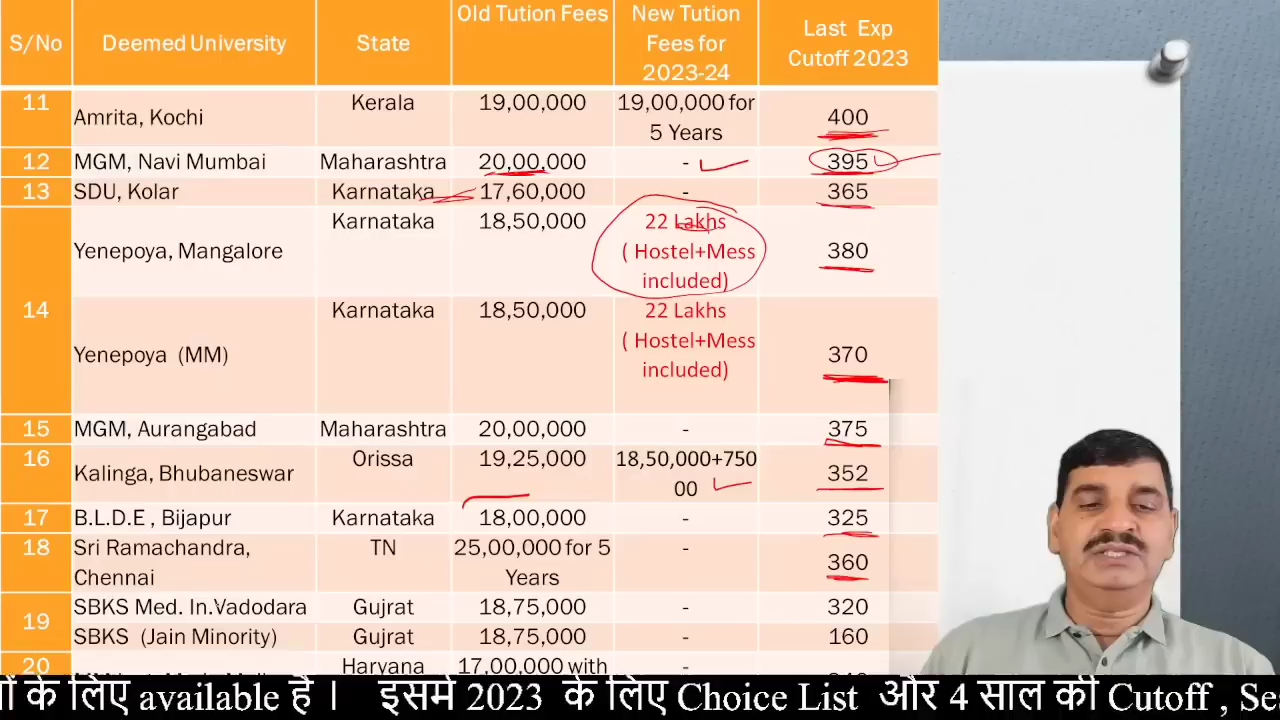 S/No Deemed University State Old Tution Fees New Tution Fees for 2023-24 Last Exp Cutoff 2023
11 Amrita, Kochi Kerala 19,00,000 19,00,000 for 5 Years 400
12 MGM, Navi Mumbai Maharashtra 20,00,000 - 395
13 SDU, Kolar Karnataka 17,60,000 - 365
Yenepoya, Mangalore Karnataka 18,50,000 22 Lakhs ( Hostel+Mess included) 380
14 Yenepoya (MM) Karnataka 18,50,000 22 Lakhs ( Hostel+Mess included) 370
15 MGM, Aurangabad Maharashtra 20,00,000 - 375
16 Kalinga, Bhubaneswar Orissa 19,25,000 18,50,000+75000 352
17 B.L.D.E , Bijapur Karnataka 18,00,000 - 325
18 Sri Ramachandra, Chennai TN 25,00,000 for 5 Years - 360
19 SBKS Med. In.Vadodara Gujrat 18,75,000 - 320
SBKS (Jain Minority) Gujrat 18,75,000 - 160
20 Haryana 17,00,000 with -
के लिए available है । इसमे 2023 के लिए Choice List और 4 साल की Cutoff ,